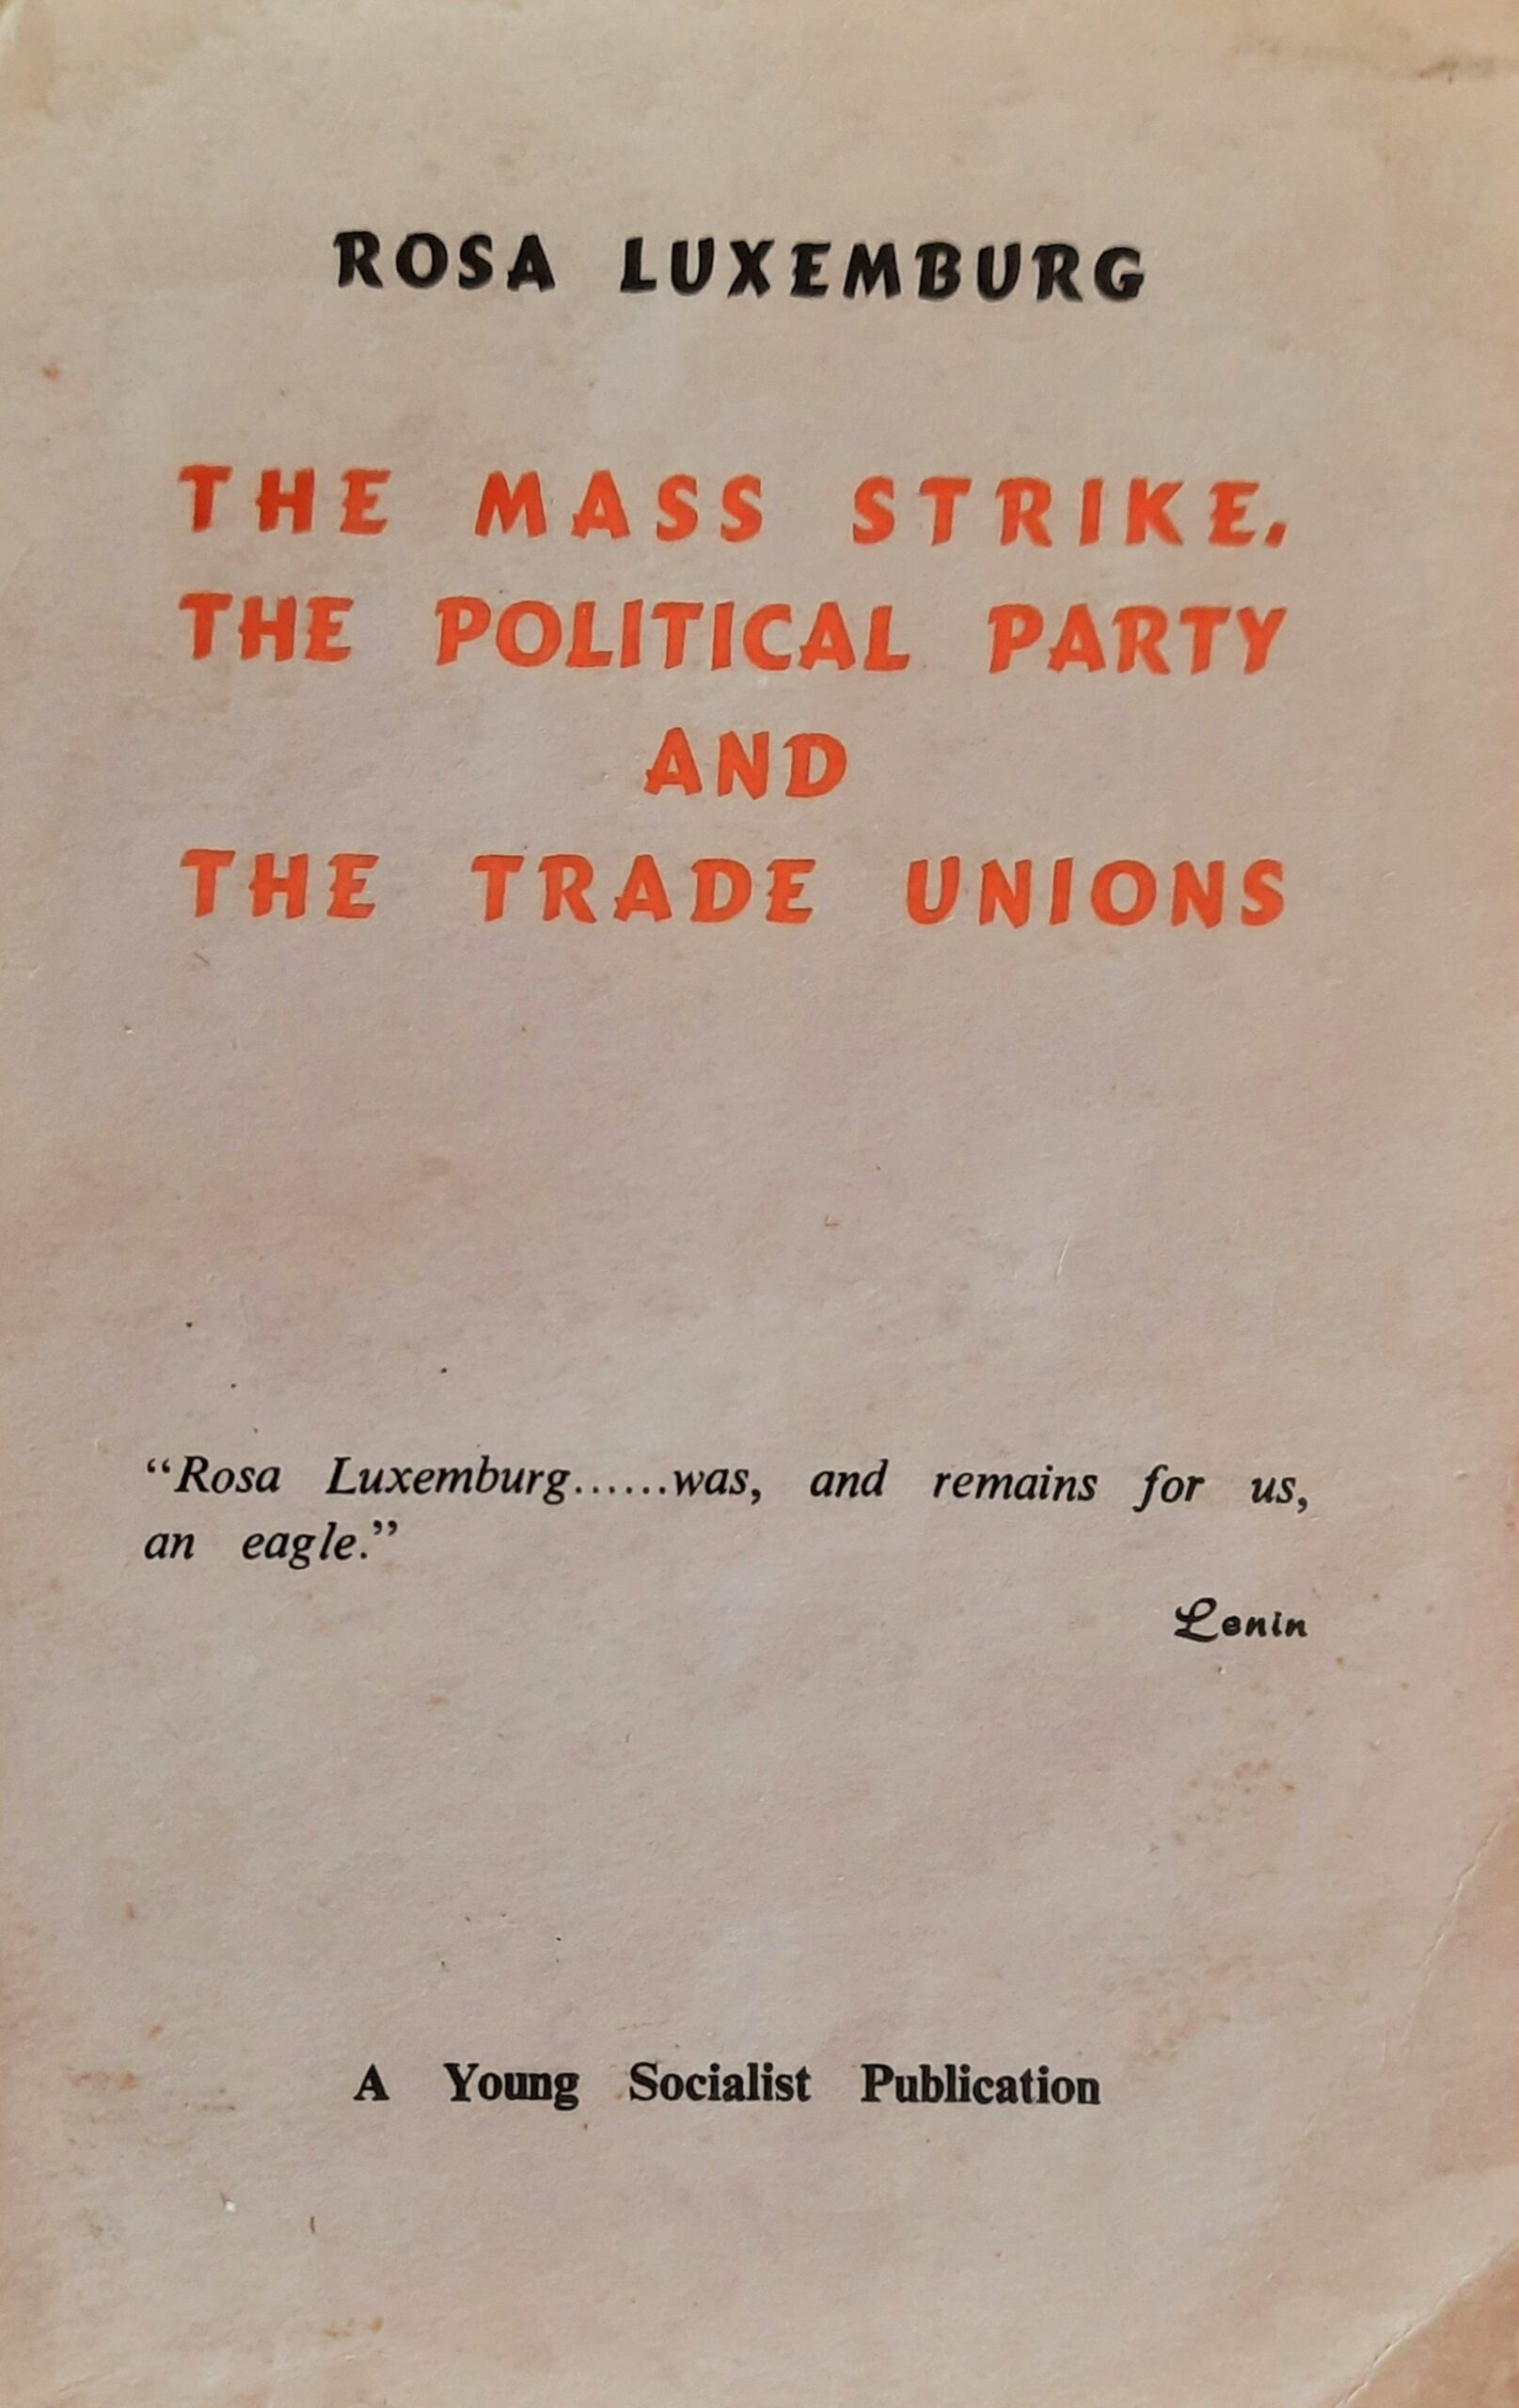 ROSA LUXEMBURG
THE MASS STRIKE,
THE POLITICAL PARTY
AND
THE TRADE UNIONS
“Rosa Luxemburg......was, and remains for us,
an eagle.”
Lenin
A Young Socialist Publication